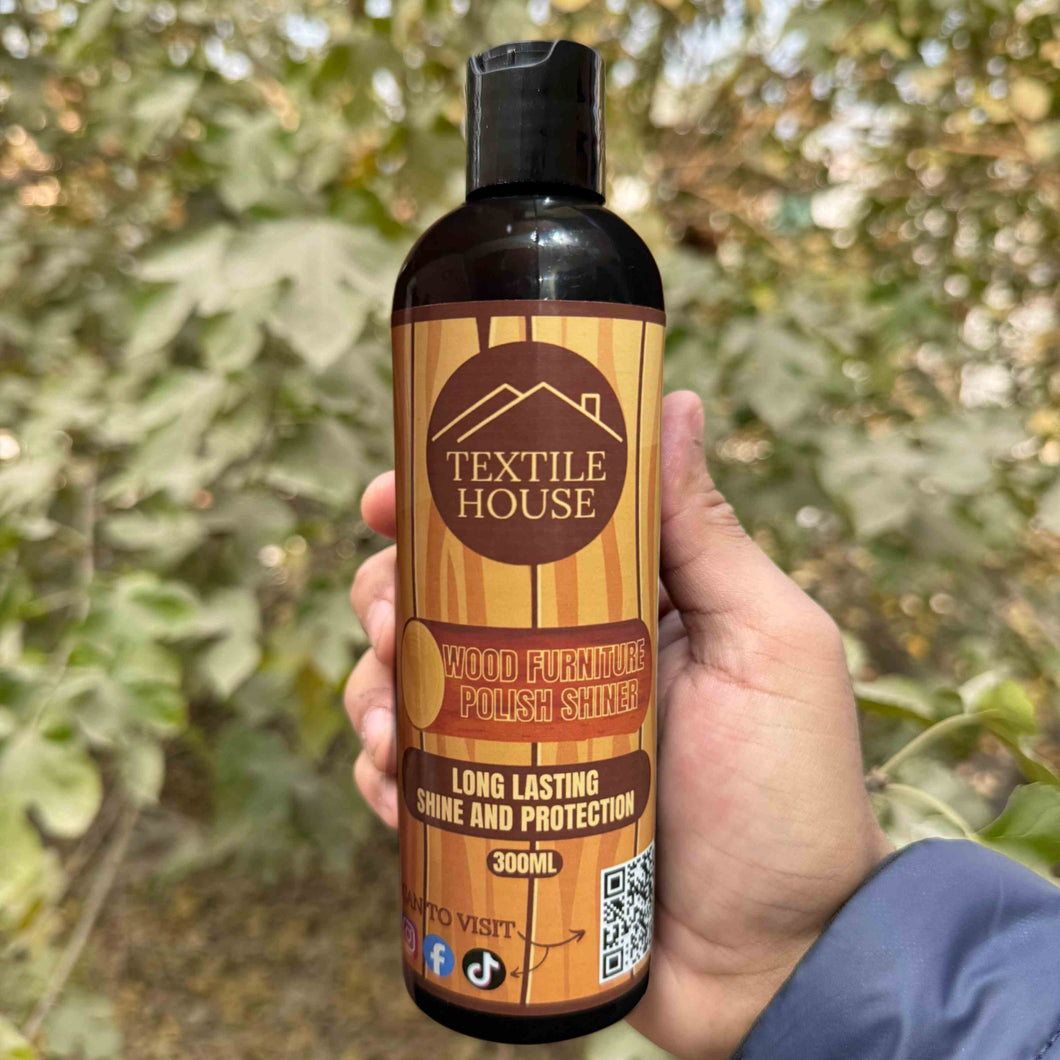 TEXTILE
HOUSE
WOOD FURNITURE
POLISH SHINER
LONG LASTING
SHINE AND PROTECTION
300ML
TO VISIT